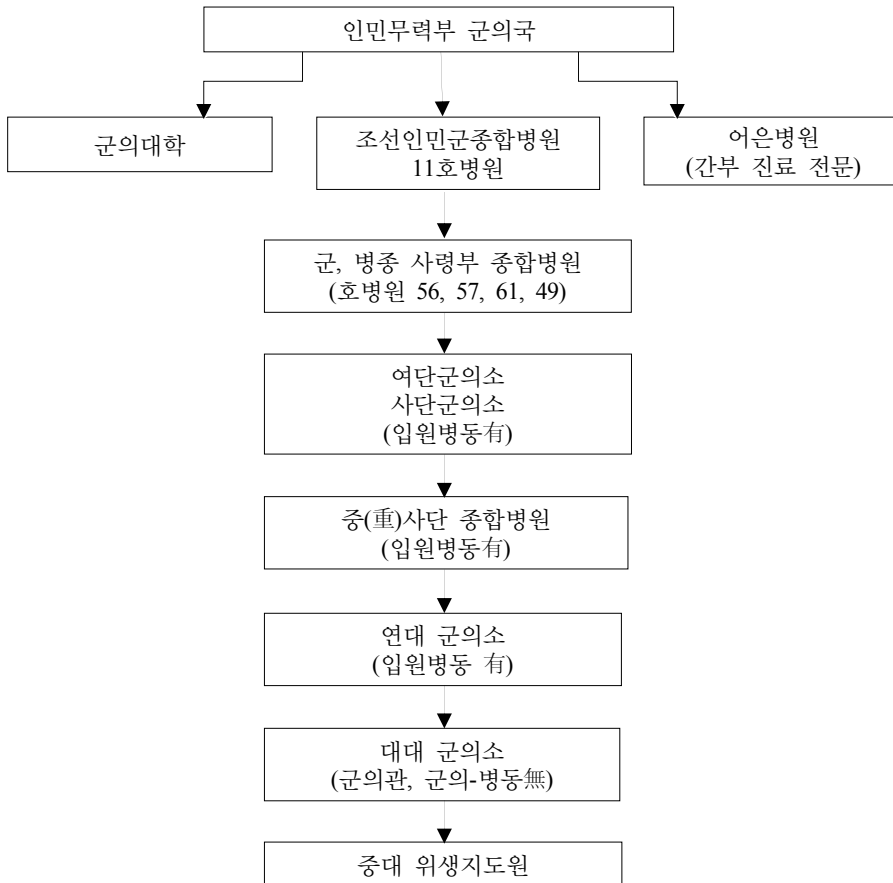 인민무력부 군의국
군의대학
조선인민군종합병원
11호병원
어은병원
(간부 진료 전문)
군, 병종 사령부 종합병원
(호병원 56, 57, 61, 49)
여단군의소
사단군의소
(입원병동有)
중(重)사단 종합병원
(입원병동有)
연대 군의소
(입원병동 有)
대대 군의소
(군의관, 군의-병동無)
중대 위생지도원